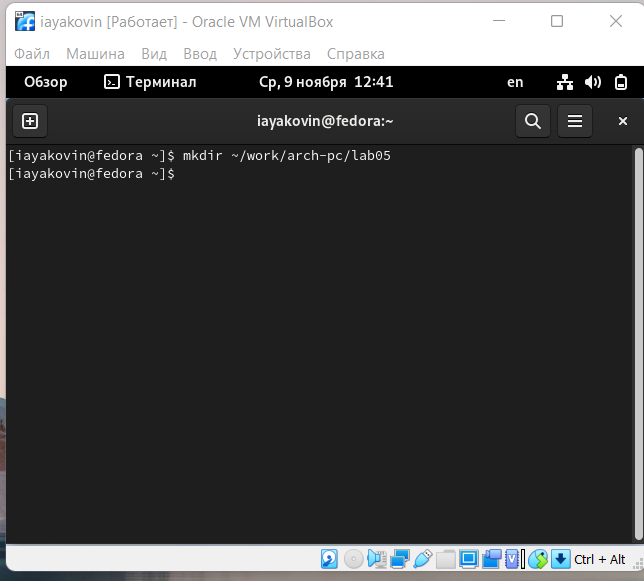 iayakovin [Работает] - Oracle VM VirtualBox
Файл Машина Вид Ввод Устройства Справка
Обзор Терминал Ср, 9 ноября 12:41 en
iayakovin@fedora:~
[iayakovin@fedora ~]$ mkdir ~/work/arch-pc/lab05
[iayakovin@fedora ~]$
Ctrl + Alt